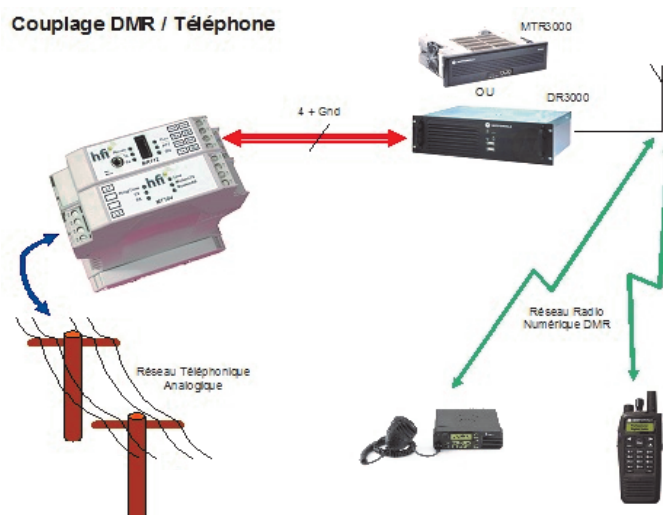 Couplage DMR / Téléphone
MTR3000
OU
DR3000
4 + Gnd
hfi
hfi
Réseau Radio
Numérique DMR
Réseau Téléphonique
Analogique